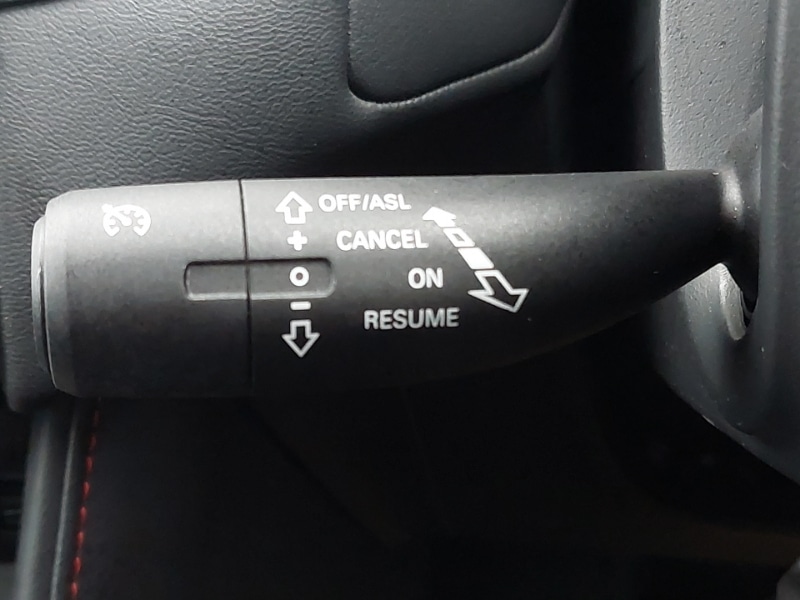 OFF/ASL
+ CANCEL
O ON
− RESUME